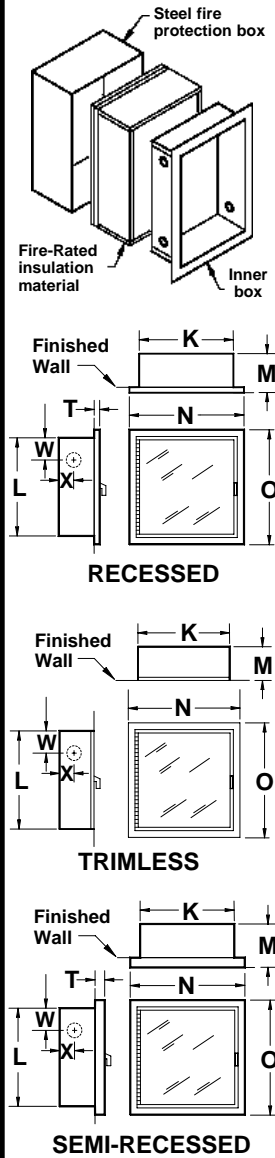 Steel fire
protection box
Fire-Rated
insulation
material
Inner
box
Finished
Wall
K
M
T
N
W
X
L
O
RECESSED
Finished
Wall
K
M
N
W
X
L
O
TRIMLESS
Finished
Wall
K
M
T
N
W
X
L
O
SEMI-RECESSED